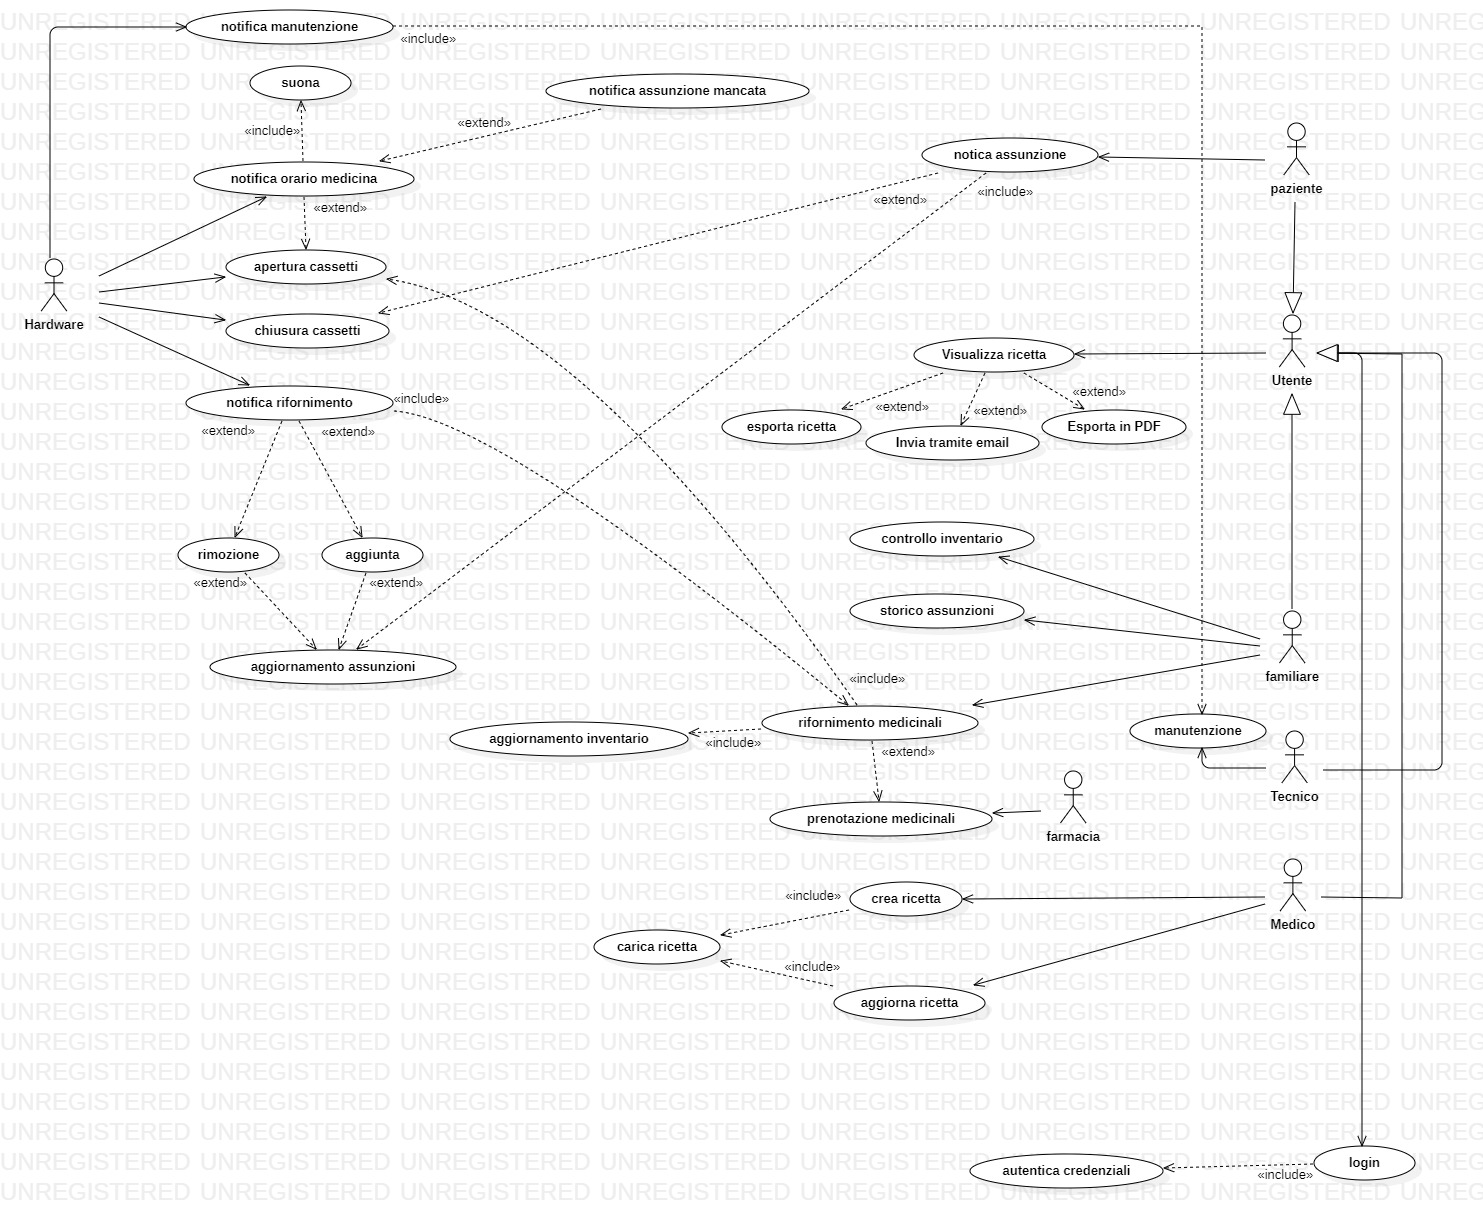 notifica manutenzione
«include»
suona
notifica assunzione mancata
«extend»
«include»
notica assunzione
notifica orario medicina
paziente
«include»
«extend»
«extend»
apertura cassetti
Hardware
chiusura cassetti
Visualizza ricetta
Utente
«extend»
«include»
notifica rifornimento
«extend»
«extend»
esporta ricetta
Esporta in PDF
«extend»
«extend»
Invia tramite email
controllo inventario
rimozione
aggiunta
«extend»
«extend»
storico assunzioni
aggiornamento assunzioni
familiare
«include»
rifornimento medicinali
manutenzione
aggiornamento inventario
«include»
«extend»
Tecnico
prenotazione medicinali
farmacia
«include»
crea ricetta
Medico
carica ricetta
«include»
aggiorna ricetta
login
autentica credenziali
«include»
UNREGISTERED